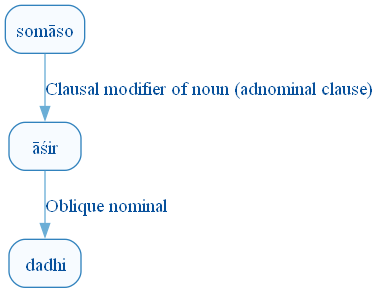 somāso
Clausal modifier of noun (adnominal clause)
āśir
Oblique nominal
dadhi